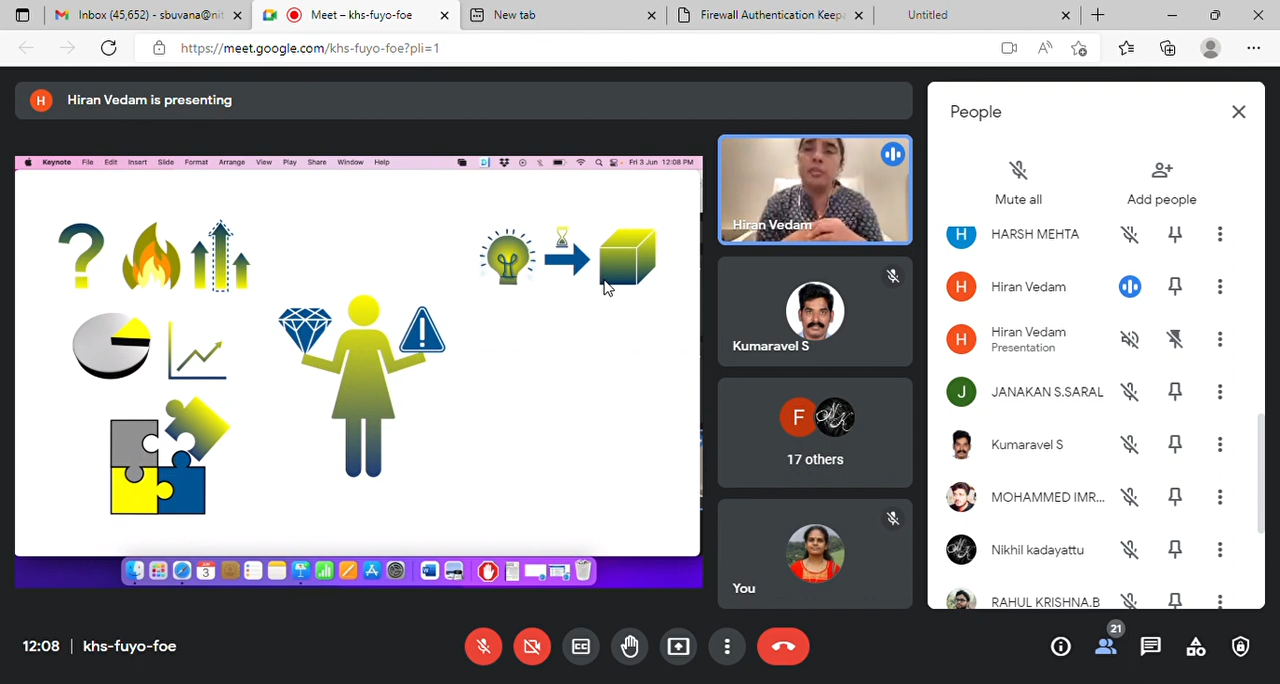 Inbox (45,652) - sbuvana@nit
Meet – khs-fuyo-foe
New tab
Firewall Authentication Keepa
Untitled
https://meet.google.com/khs-fuyo-foe?pli=1
H
Hiran Vedam is presenting
Keynote File Edit Insert Slide Format Arrange View Play Share Window Help
Fri 3 Jun 12:08 PM
?
!
3
Hiran Vedam
Kumaravel S
F
17 others
You
People
Mute all
Add people
H HARSH MEHTA
H Hiran Vedam
H Hiran Vedam
Presentation
J JANAKAN S.SARAL
Kumaravel S
MOHAMMED IMR...
Nikhil kadayattu
RAHUL KRISHNA.B
12:08 | khs-fuyo-foe
21